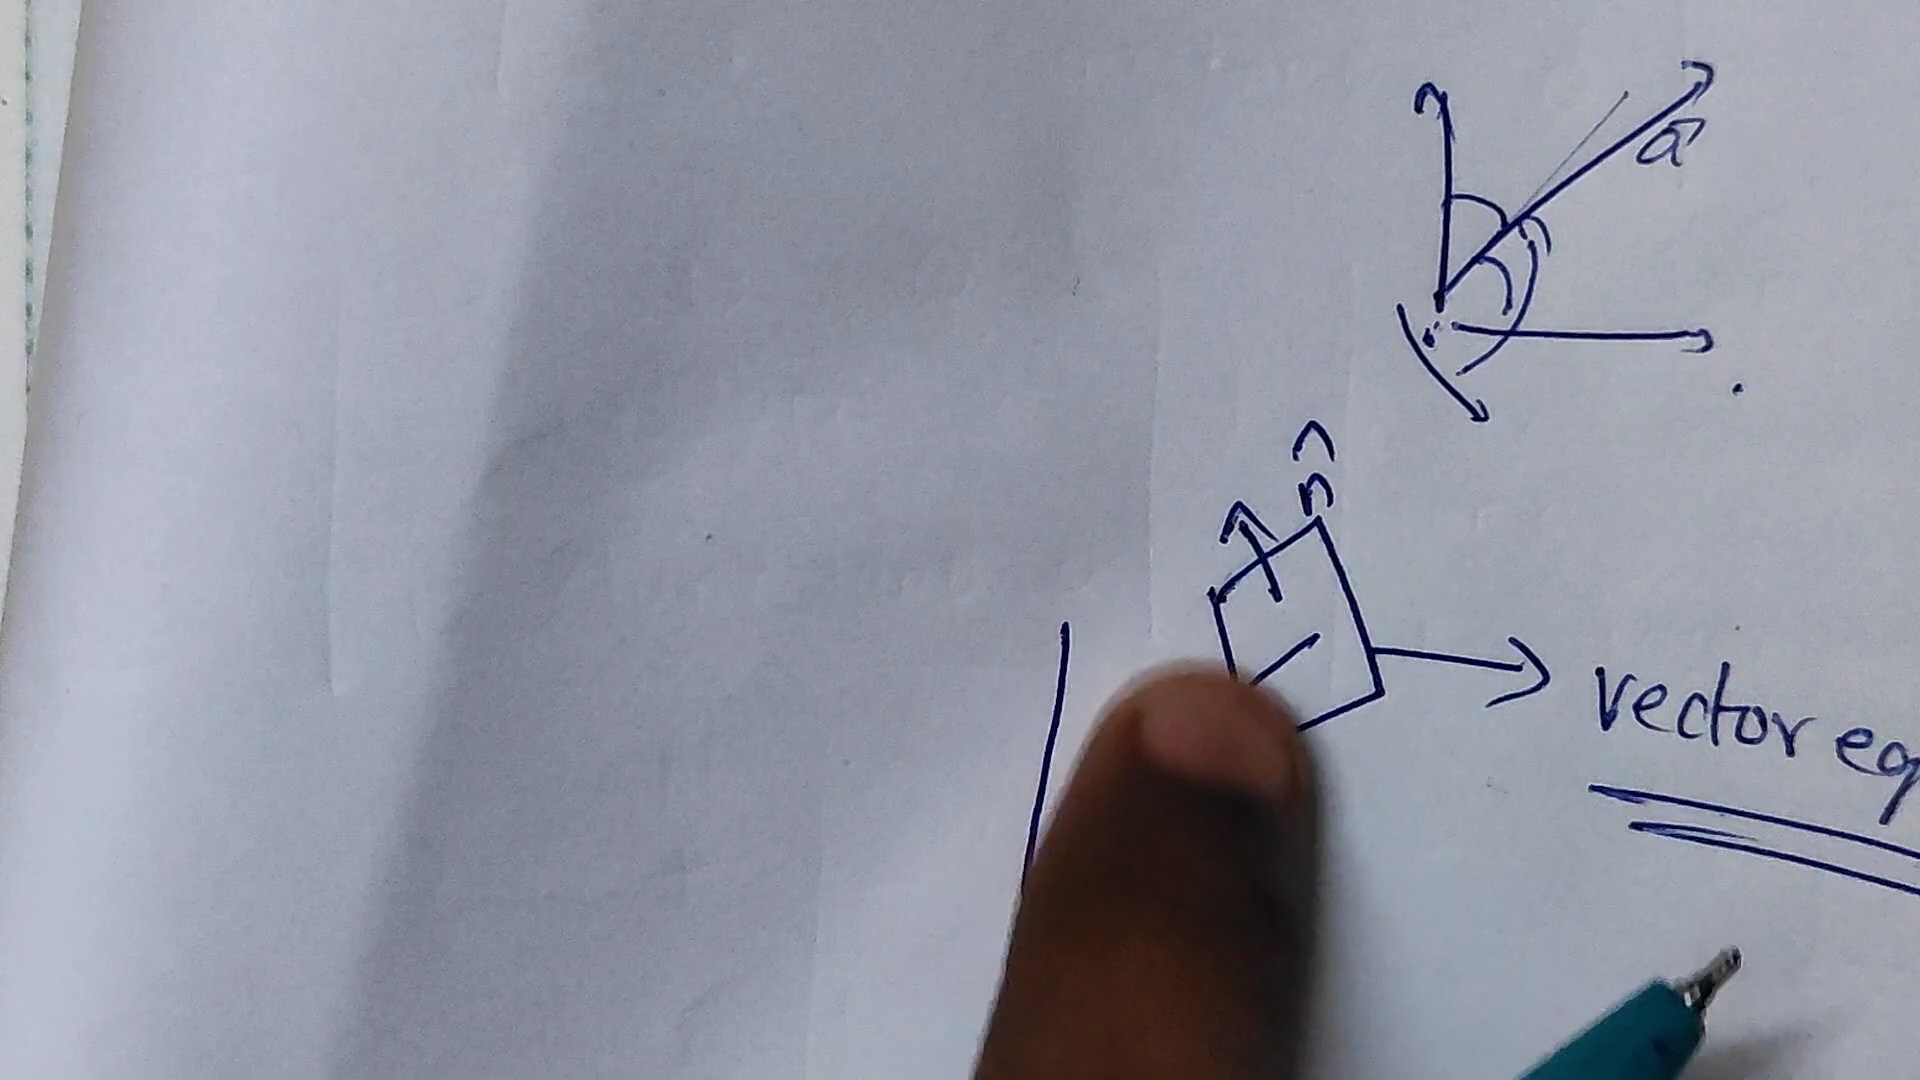 a⃗
n̂
vector eq